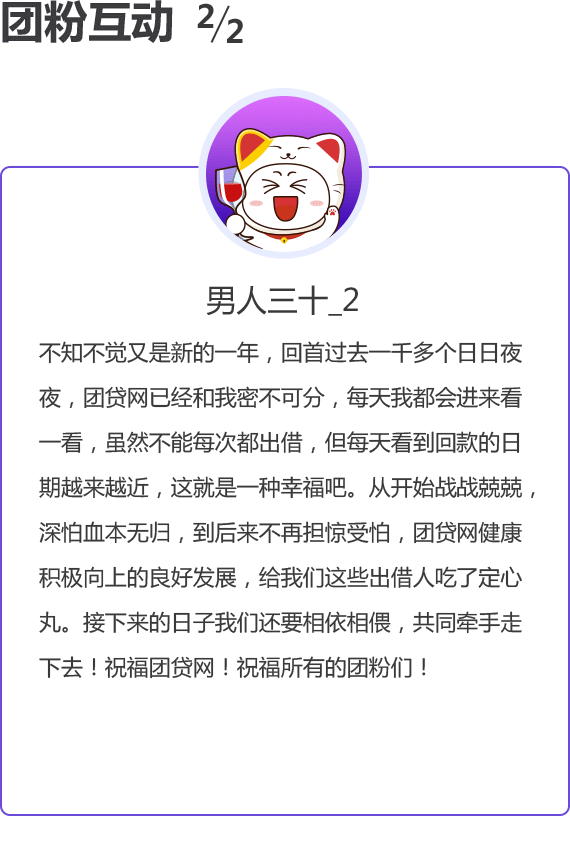 团粉互动 2/2
男人三十_2
不知不觉又是新的一年，回首过去一千多个日日夜
夜，团贷网已经和我密不可分，每天我都会进来看
一看，虽然不能每次都出借，但每天看到回款的日
期越来越近，这就是一种幸福吧。从开始战战兢兢，
深怕血本无归，到后来不再担惊受怕，团贷网健康
积极向上的良好发展，给我们这些出借人吃了定心
丸。接下来的日子我们还要相依相偎，共同牵手走
下去！祝福团贷网！祝福所有的团粉们！